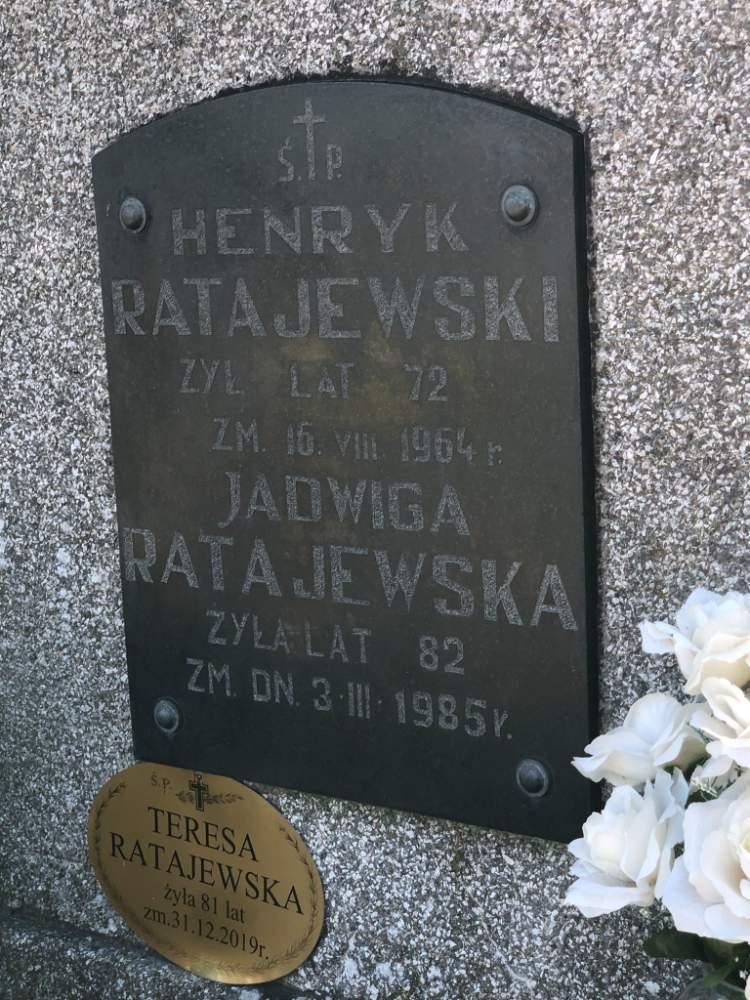 Ś.P.
HENRYK
RATAJEWSKI
ŻYŁ LAT 72
ZM. 16. VIII 1964 r.
JADWIGA
RATAJEWSKA
ŻYŁA LAT 82
ZM. DN. 3·III· 1985 r.
Ś.P.
TERESA
RATAJEWSKA
żyła 81 lat
zm.31.12.2019r.